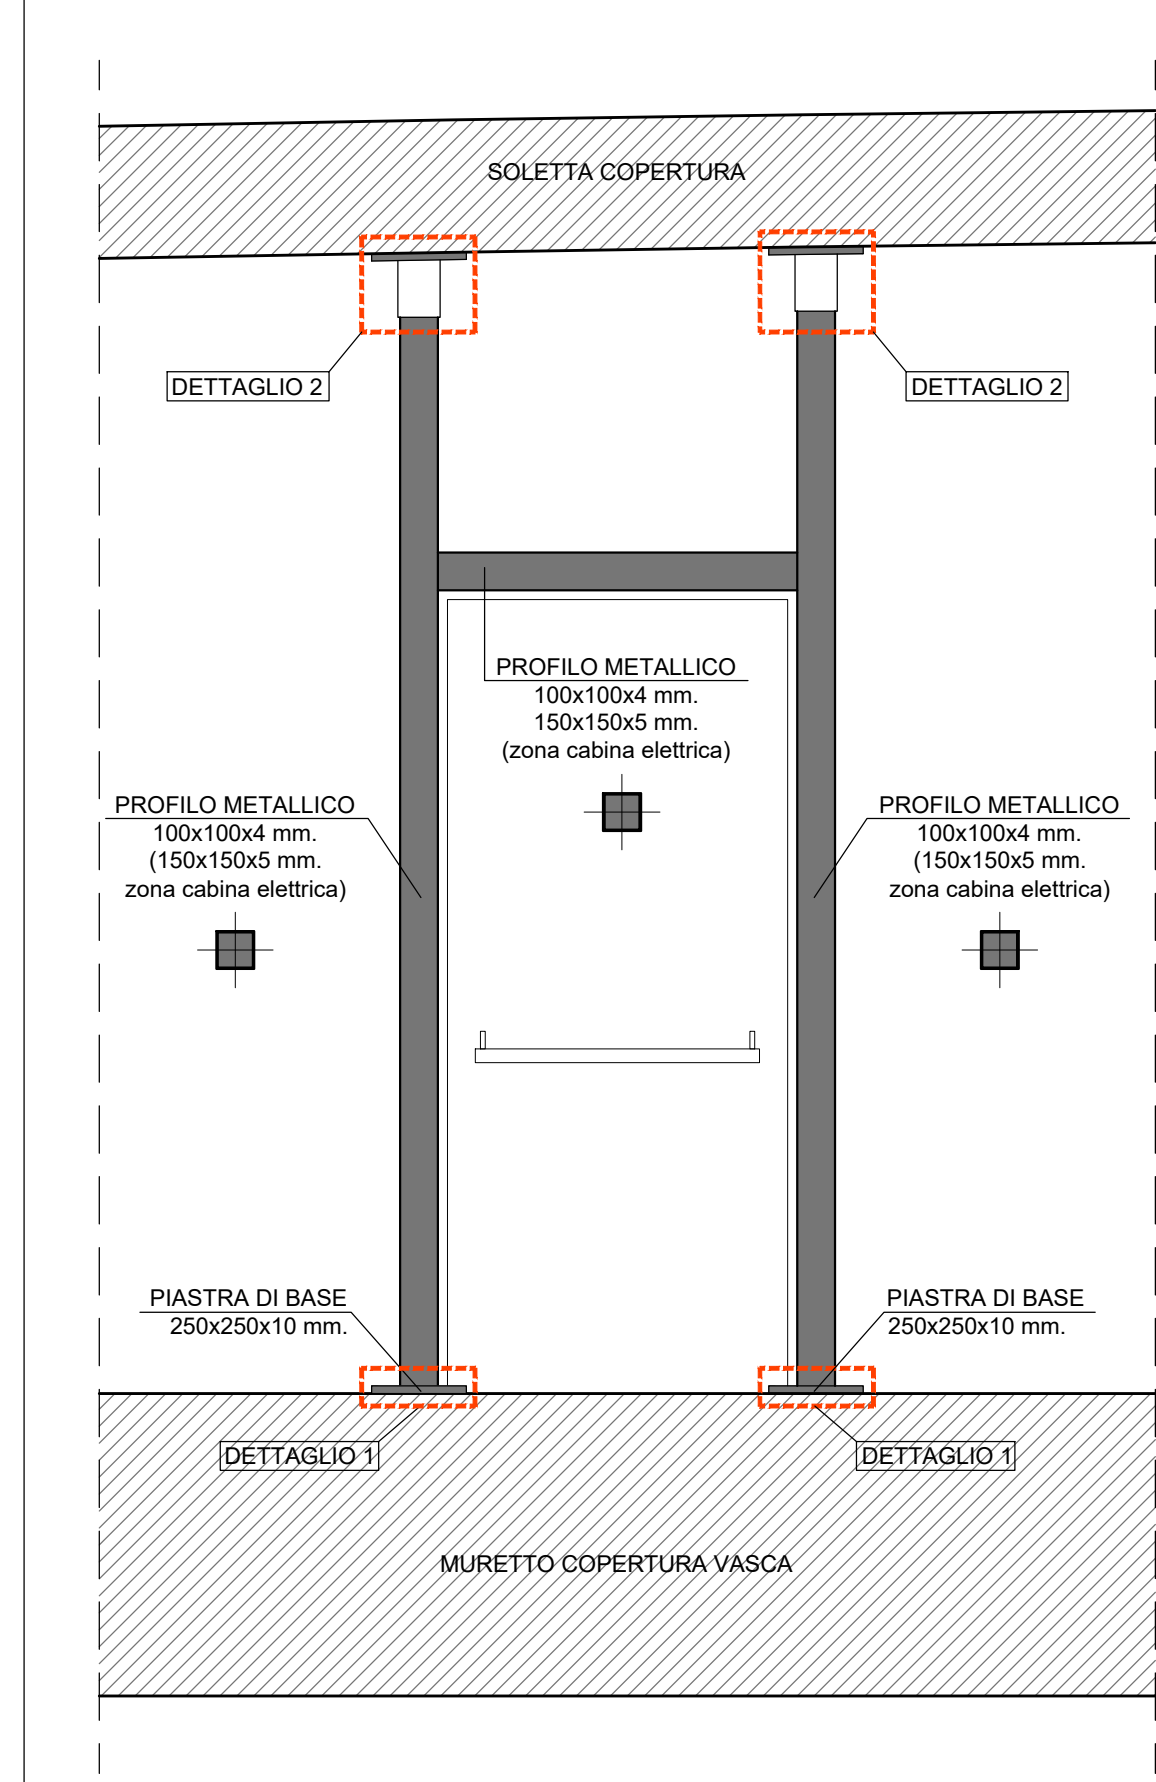 SOLETTA COPERTURA
DETTAGLIO 2
DETTAGLIO 2
PROFILO METALLICO
100x100x4 mm.
150x150x5 mm.
(zona cabina elettrica)
PROFILO METALLICO
100x100x4 mm.
(150x150x5 mm.
zona cabina elettrica)
PROFILO METALLICO
100x100x4 mm.
(150x150x5 mm.
zona cabina elettrica)
PIASTRA DI BASE
250x250x10 mm.
PIASTRA DI BASE
250x250x10 mm.
DETTAGLIO 1
DETTAGLIO 1
MURETTO COPERTURA VASCA